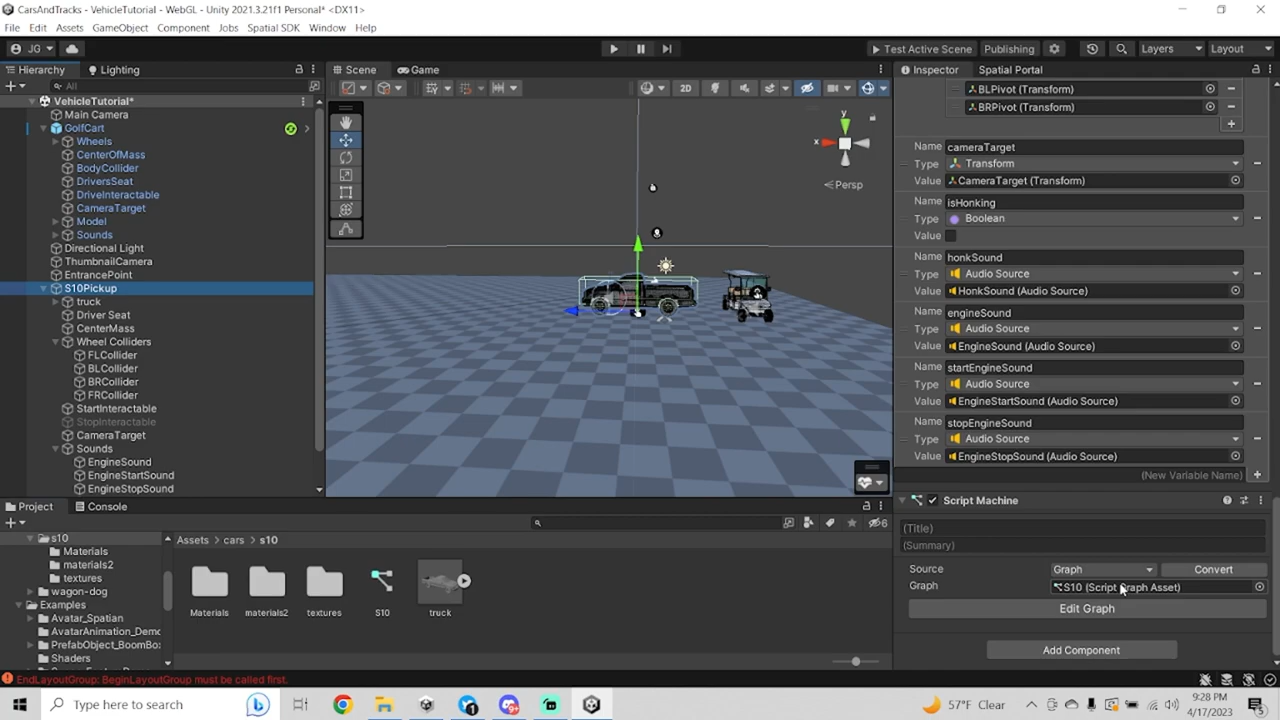 CarsAndTracks - VehicleTutorial - WebGL - Unity 2021.3.21f1 Personal* <DX11>
File Edit Assets GameObject Component Jobs Spatial SDK Window Help
JG Test Active Scene Publishing Layers Layout
Hierarchy Lighting Scene Game Inspector Spatial Portal
All
2D
VehicleTutorial*
Main Camera
GolfCart
Wheels
CenterOfMass
BodyCollider
DriversSeat
DriveInteractable
CameraTarget
Model
Sounds
Directional Light
ThumbnailCamera
EntrancePoint
S10Pickup
truck
Driver Seat
CenterMass
Wheel Colliders
FLCollider
BLCollider
BRCollider
FRCollider
StartInteractable
StopInteractable
CameraTarget
Sounds
EngineSound
EngineStartSound
EngineStopSound
y
x
Persp
BLPivot (Transform)
BRPivot (Transform)
Name cameraTarget
Type Transform
Value CameraTarget (Transform)
Name isHonking
Type Boolean
Value
Name honkSound
Type Audio Source
Value HonkSound (Audio Source)
Name engineSound
Type Audio Source
Value EngineSound (Audio Source)
Name startEngineSound
Type Audio Source
Value EngineStartSound (Audio Source)
Name stopEngineSound
Type Audio Source
Value EngineStopSound (Audio Source)
(New Variable Name)
Script Machine
(Title)
(Summary)
Source Graph Convert
Graph S10 (Script Graph Asset)
Edit Graph
Add Component
Project Console
6
s10
Materials
materials2
textures
wagon-dog
Examples
Avatar_Spatian
AvatarAnimation_Demo
PrefabObject_BoomBox
Shaders
Assets cars s10
Materials materials2 textures S10 truck
EndLayoutGroup: BeginLayoutGroup must be called first.
Type here to search
57°F Clear
9:28 PM
4/17/2023